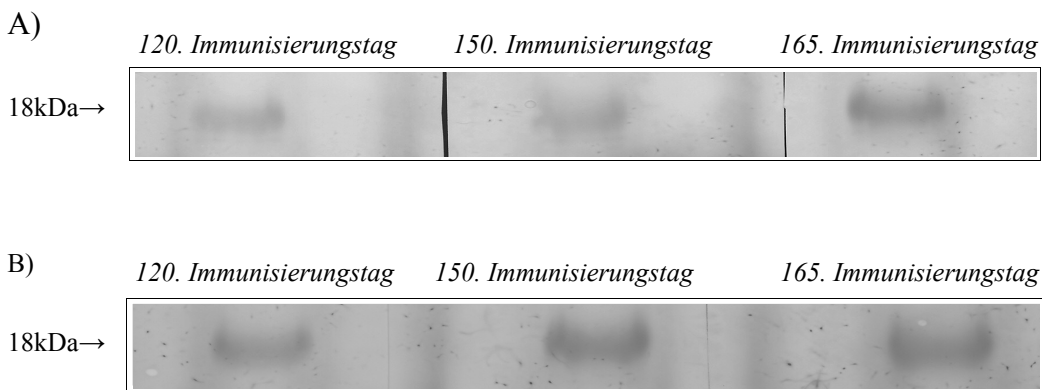 A)
120. Immunisierungstag 150. Immunisierungstag 165. Immunisierungstag
18kDa→
B)
120. Immunisierungstag 150. Immunisierungstag 165. Immunisierungstag
18kDa→